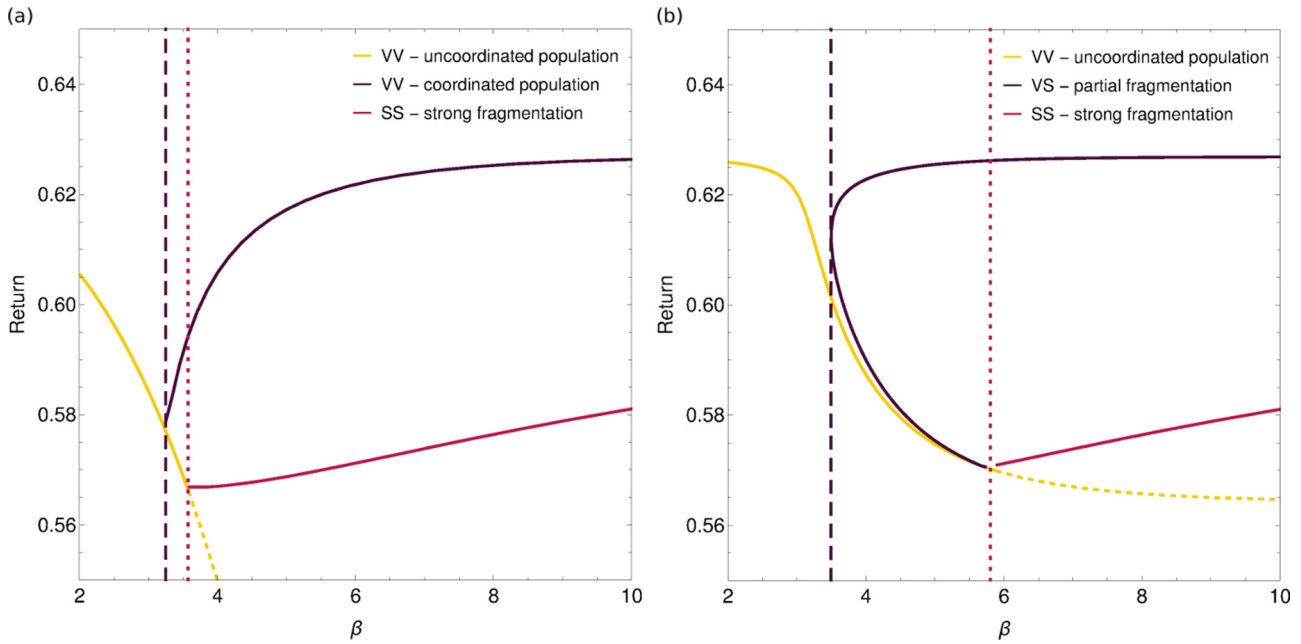 (a)
VV – uncoordinated population
VV – coordinated population
SS – strong fragmentation
0.64
0.62
0.60
0.58
0.56
Return
2
4
6
8
10
β
(b)
VV – uncoordinated population
VS – partial fragmentation
SS – strong fragmentation
0.64
0.62
0.60
0.58
0.56
Return
2
4
6
8
10
β